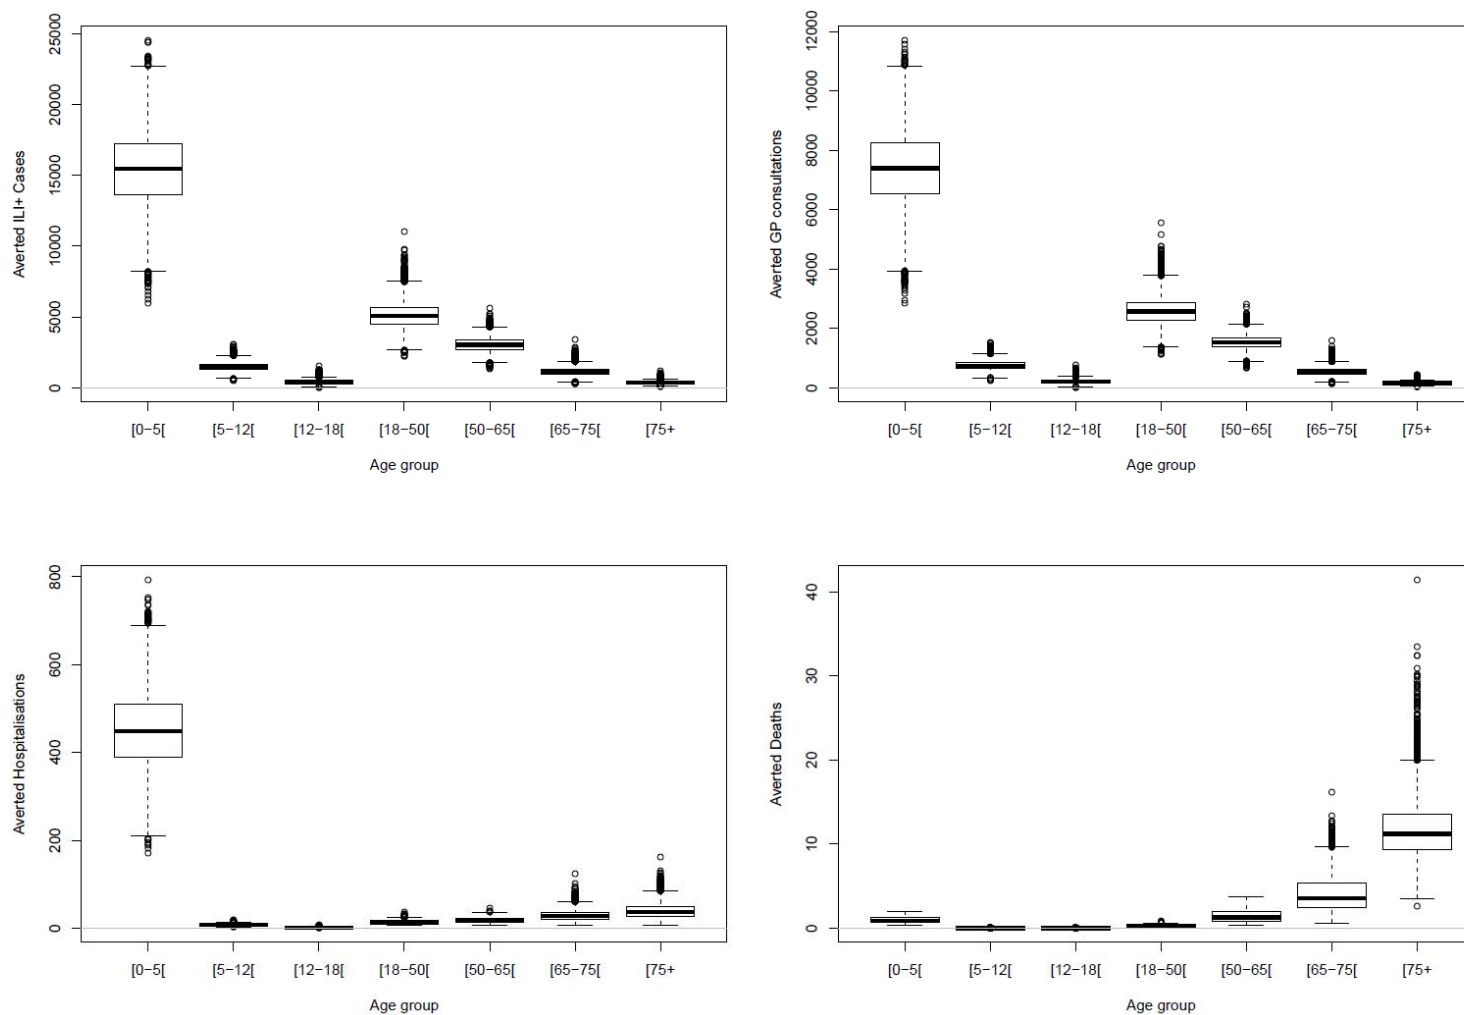 Averted ILI+ Cases
25000
20000
15000
10000
5000
0
[0−5[ [5−12[ [12−18[ [18−50[ [50−65[ [65−75[ [75+
Age group
Averted GP consultations
12000
10000
8000
6000
4000
2000
0
[0−5[ [5−12[ [12−18[ [18−50[ [50−65[ [65−75[ [75+
Age group
Averted Hospitalisations
800
600
400
200
0
[0−5[ [5−12[ [12−18[ [18−50[ [50−65[ [65−75[ [75+
Age group
Averted Deaths
40
30
20
10
0
[0−5[ [5−12[ [12−18[ [18−50[ [50−65[ [65−75[ [75+
Age group